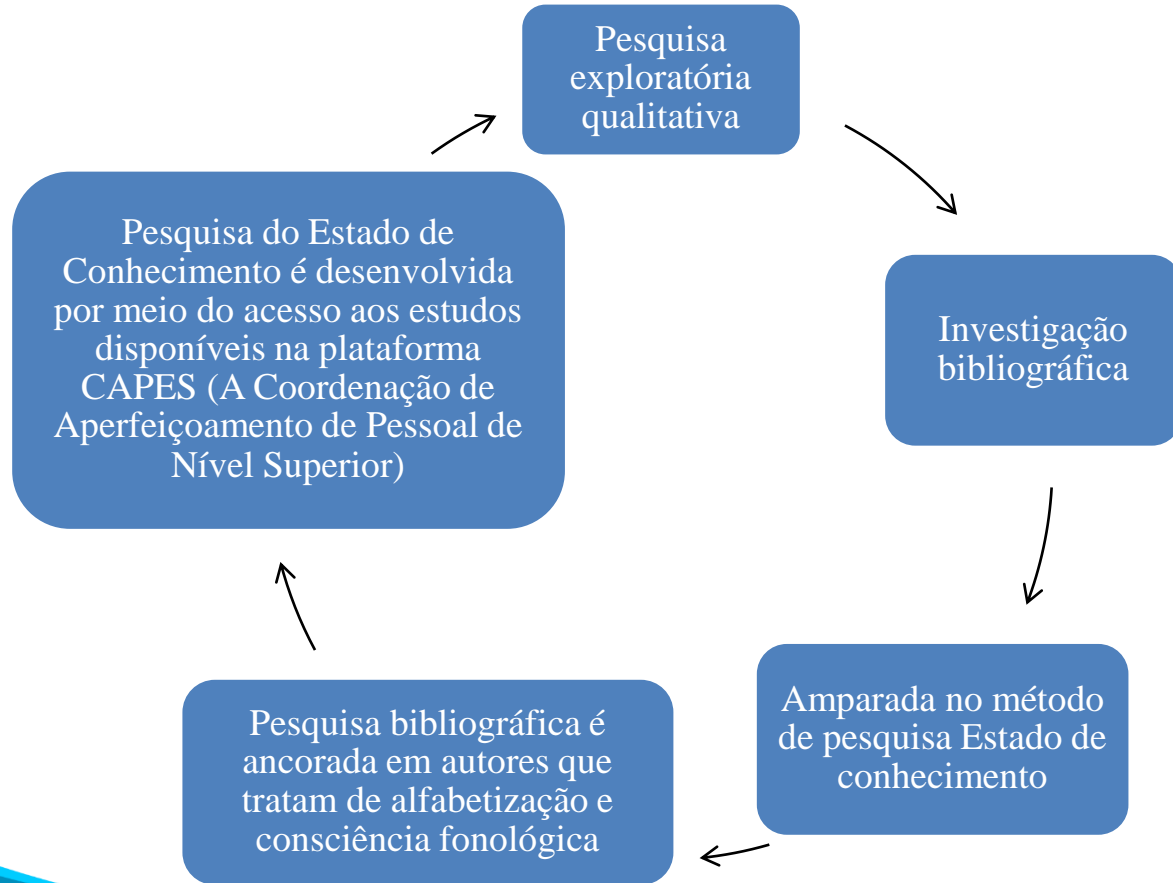 Pesquisa
exploratória
qualitativa
Investigação
bibliográfica
Amparada no método
de pesquisa Estado de
conhecimento
Pesquisa bibliográfica é
ancorada em autores que
tratam de alfabetização e
consciência fonológica
Pesquisa do Estado de
Conhecimento é desenvolvida
por meio do acesso aos estudos
disponíveis na plataforma
CAPES (A Coordenação de
Aperfeiçoamento de Pessoal de
Nível Superior)